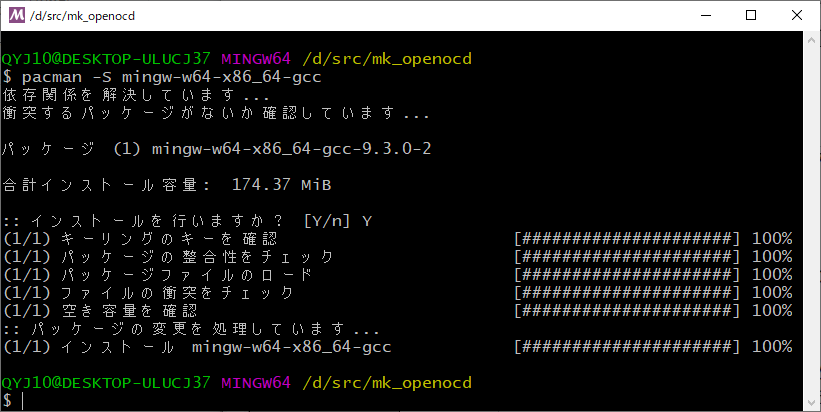 /d/src/mk_openocd
QYJ10@DESKTOP-ULUCJ37 MINGW64 /d/src/mk_openocd
$ pacman -S mingw-w64-x86_64-gcc
依存関係を解決しています...
衝突するパッケージがないか確認しています...
パッケージ (1) mingw-w64-x86_64-gcc-9.3.0-2
合計インストール容量: 174.37 MiB
:: インストールを行いますか? [Y/n] Y
(1/1) キーリングのキーを確認 [#####################] 100%
(1/1) パッケージの整合性をチェック [#####################] 100%
(1/1) パッケージファイルのロード [#####################] 100%
(1/1) ファイルの衝突をチェック [#####################] 100%
(1/1) 空き容量を確認 [#####################] 100%
:: パッケージの変更を処理しています...
(1/1) インストール mingw-w64-x86_64-gcc [#####################] 100%
QYJ10@DESKTOP-ULUCJ37 MINGW64 /d/src/mk_openocd
$